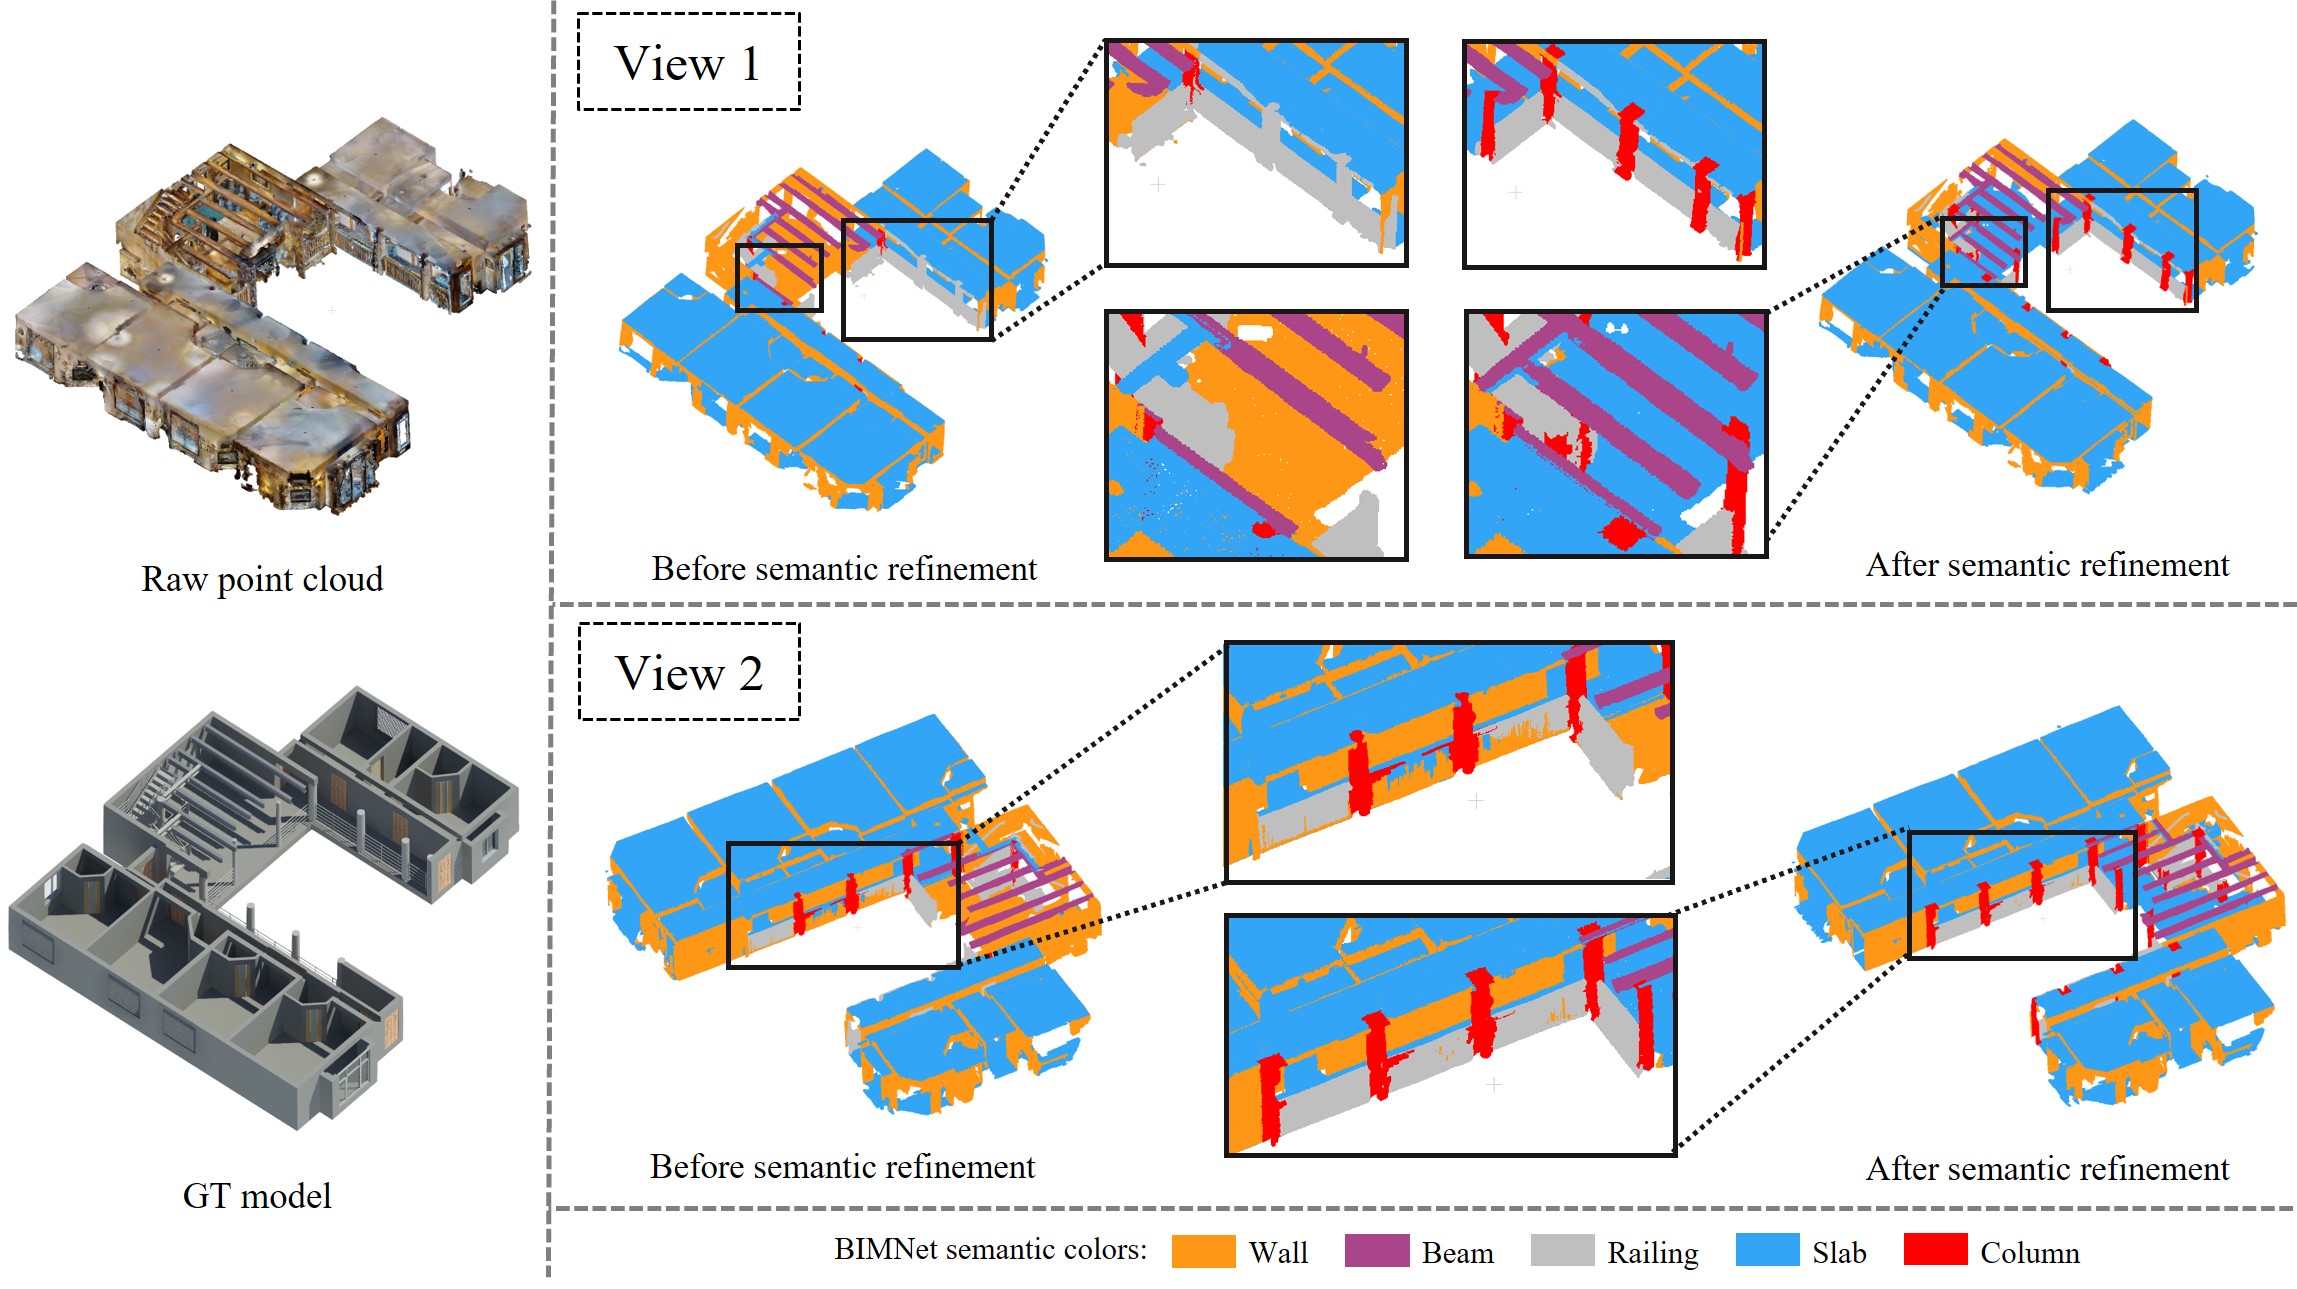 View 1
Raw point cloud
Before semantic refinement
After semantic refinement
View 2
GT model
Before semantic refinement
After semantic refinement
BIMNet semantic colors: Wall Beam Railing Slab Column